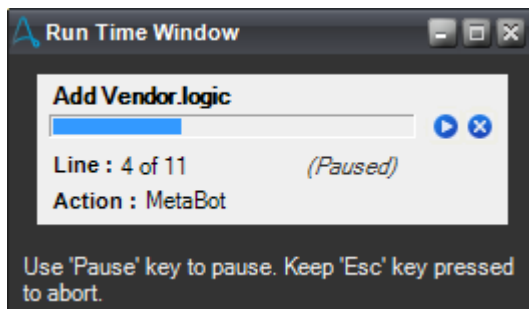 Run Time Window
Add Vendor.logic
Line : 4 of 11 (Paused)
Action : MetaBot
Use 'Pause' key to pause. Keep 'Esc' key pressed
to abort.